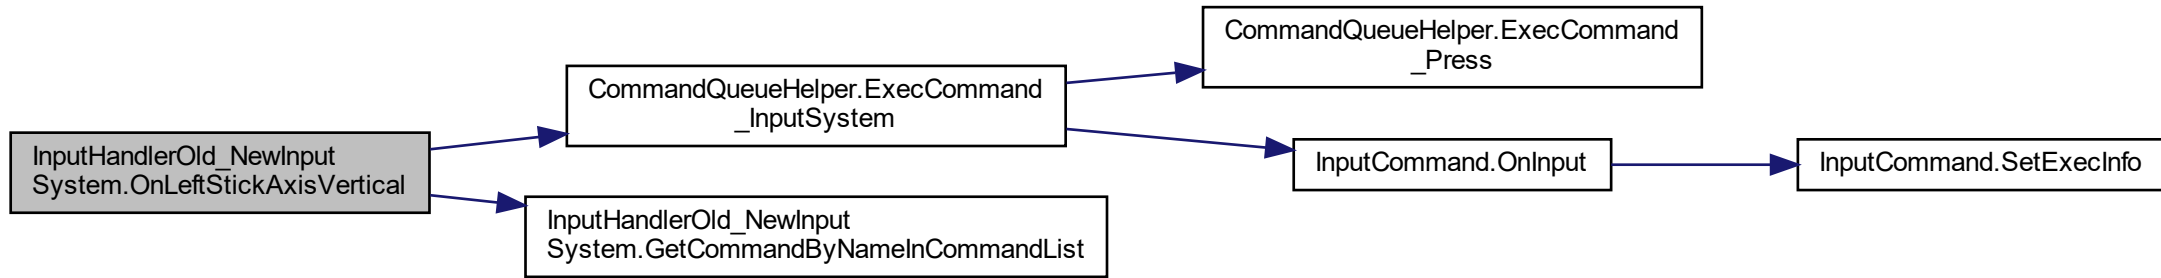 InputHandlerOld_NewInput
System.OnLeftStickAxisVertical
CommandQueueHelper.ExecCommand
_InputSystem
CommandQueueHelper.ExecCommand
_Press
InputCommand.OnInput
InputCommand.SetExecInfo
InputHandlerOld_NewInput
System.GetCommandByNameInCommandList